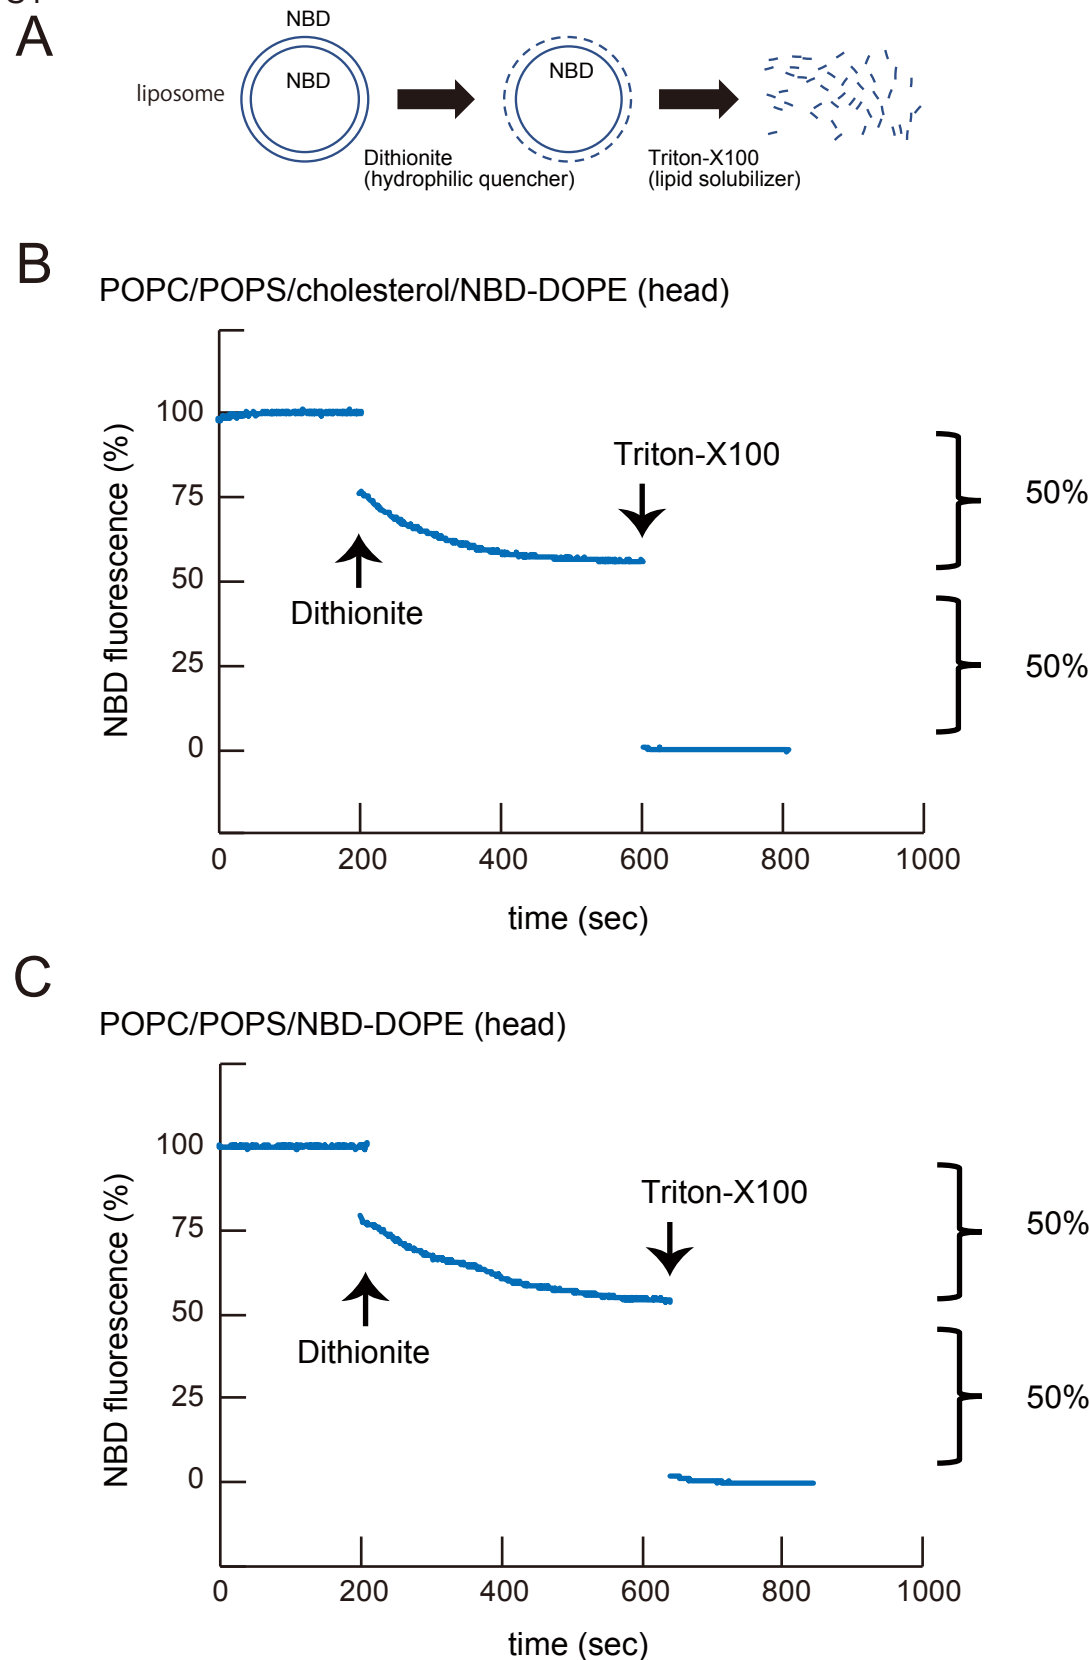 A
NBD
NBD
liposome
NBD
Dithionite
(hydrophilic quencher)
Triton-X100
(lipid solubilizer)
B
POPC/POPS/cholesterol/NBD-DOPE (head)
NBD fluorescence (%)
100
75
50
25
0
Dithionite
Triton-X100
50%
50%
0 200 400 600 800 1000
time (sec)
C
POPC/POPS/NBD-DOPE (head)
NBD fluorescence (%)
100
75
50
25
0
Dithionite
Triton-X100
50%
50%
0 200 400 600 800 1000
time (sec)